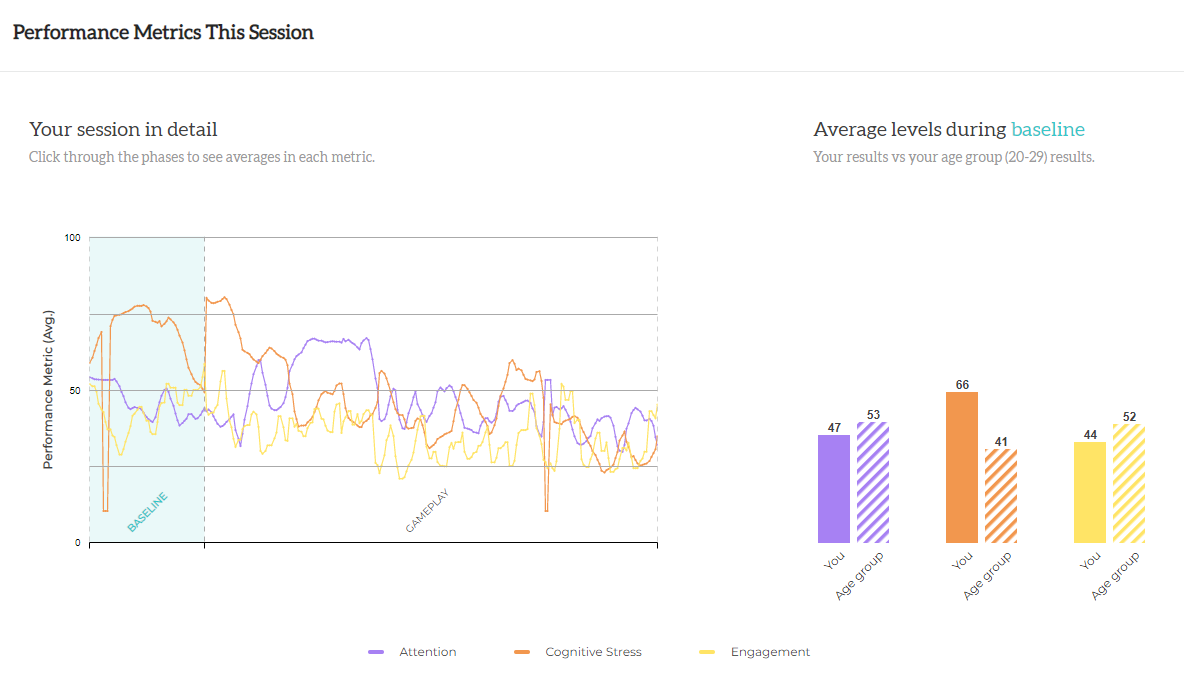 Performance Metrics This Session
Your session in detail
Click through the phases to see averages in each metric.
Average levels during baseline
Your results vs your age group (20-29) results.
Performance Metric (Avg.)
100
50
0
BASELINE
GAMEPLAY
47
53
66
41
44
52
You
Age group
You
Age group
You
Age group
Attention
Cognitive Stress
Engagement